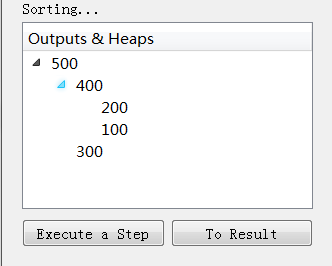 Sorting...
Outputs & Heaps
500
400
200
100
300
Execute a Step
To Result